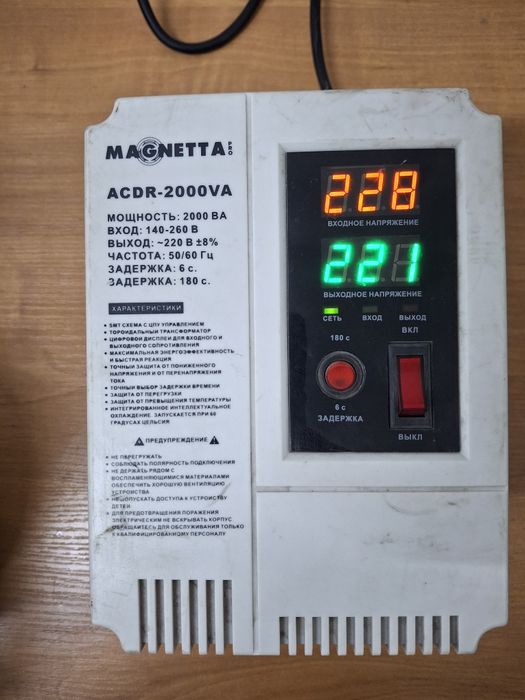 MAGNETTA PRO
ACDR-2000VA
МОЩНОСТЬ: 2000 ВА
ВХОД: 140-260 В
ВЫХОД: ~220 В ±8%
ЧАСТОТА: 50/60 Гц
ЗАДЕРЖКА: 6 с.
ЗАДЕРЖКА: 180 с.
ХАРАКТЕРИСТИКИ
• SMT СХЕМА С ЦПУ УПРАВЛЕНИЕМ
• ТОРОИДАЛЬНЫЙ ТРАНСФОРМАТОР
• ЦИФРОВОЙ ДИСПЛЕИ ДЛЯ ВХОДНОГО И
ВЫХОДНОГО СОПРОТИВЛЕНИЯ
• МАКСИМАЛЬНАЯ ЭНЕРГОЭФФЕКТИВНОСТЬ
И БЫСТРАЯ РЕАКЦИЯ
• ТОЧНЫЙ ЗАЩИТА ОТ ПОНИЖЕННОГО
НАПРЯЖЕНИЯ И ОТ ПЕРЕНАПРЯЖЕНИЯ
ТОКА
• ТОЧНЫЙ ВЫБОР ЗАДЕРЖКИ ВРЕМЕНИ
• ЗАЩИТА ОТ ПЕРЕГРУЗКИ
• ЗАЩИТА ОТ ПРЕВЫШЕНИЯ ТЕМПЕРАТУРЫ
• ИНТЕГРИРОВАННОЕ ИНТЕЛЛЕКТУАЛЬНОЕ
ОХЛАЖДЕНИЕ. ЗАПУСКАЕТСЯ ПРИ 60
ГРАДУСАХ ЦЕЛЬСИЯ
ПРЕДУПРЕЖДЕНИЕ
• НЕ ПЕРЕГРУЖАТЬ
• СОБЛЮДАТЬ ПОЛЯРНОСТЬ ПОДКЛЮЧЕНИЯ
• НЕ ДЕРЖАТЬ РЯДОМ С
ВОСПЛАМЕНЯЮЩИМИСЯ МАТЕРИАЛАМИ
ОБЕСПЕЧИТЬ ХОРОШУЮ ВЕНТИЛЯЦИЮ
УСТРОЙСТВА
• НЕ ДОПУСКАТЬ ДОСТУПА К УСТРОЙСТВУ
ДЕТЕЙ
• ДЛЯ ПРЕДОТВРАЩЕНИЯ ПОРАЖЕНИЯ
ЭЛЕКТРИЧЕСКИМ НЕ ВСКРЫВАТЬ КОРПУС.
ОБРАЩАЙТЕСЬ ДЛЯ ОБСЛУЖИВАНИЯ ТОЛЬКО
К КВАЛИФИЦИРОВАННОМУ ПЕРСОНАЛУ
228
ВХОДНОЕ НАПРЯЖЕНИЕ
221
ВЫХОДНОЕ НАПРЯЖЕНИЕ
СЕТЬ ВХОД ВЫХОД
180 с ВКЛ
6 с
ЗАДЕРЖКА
ВЫКЛ